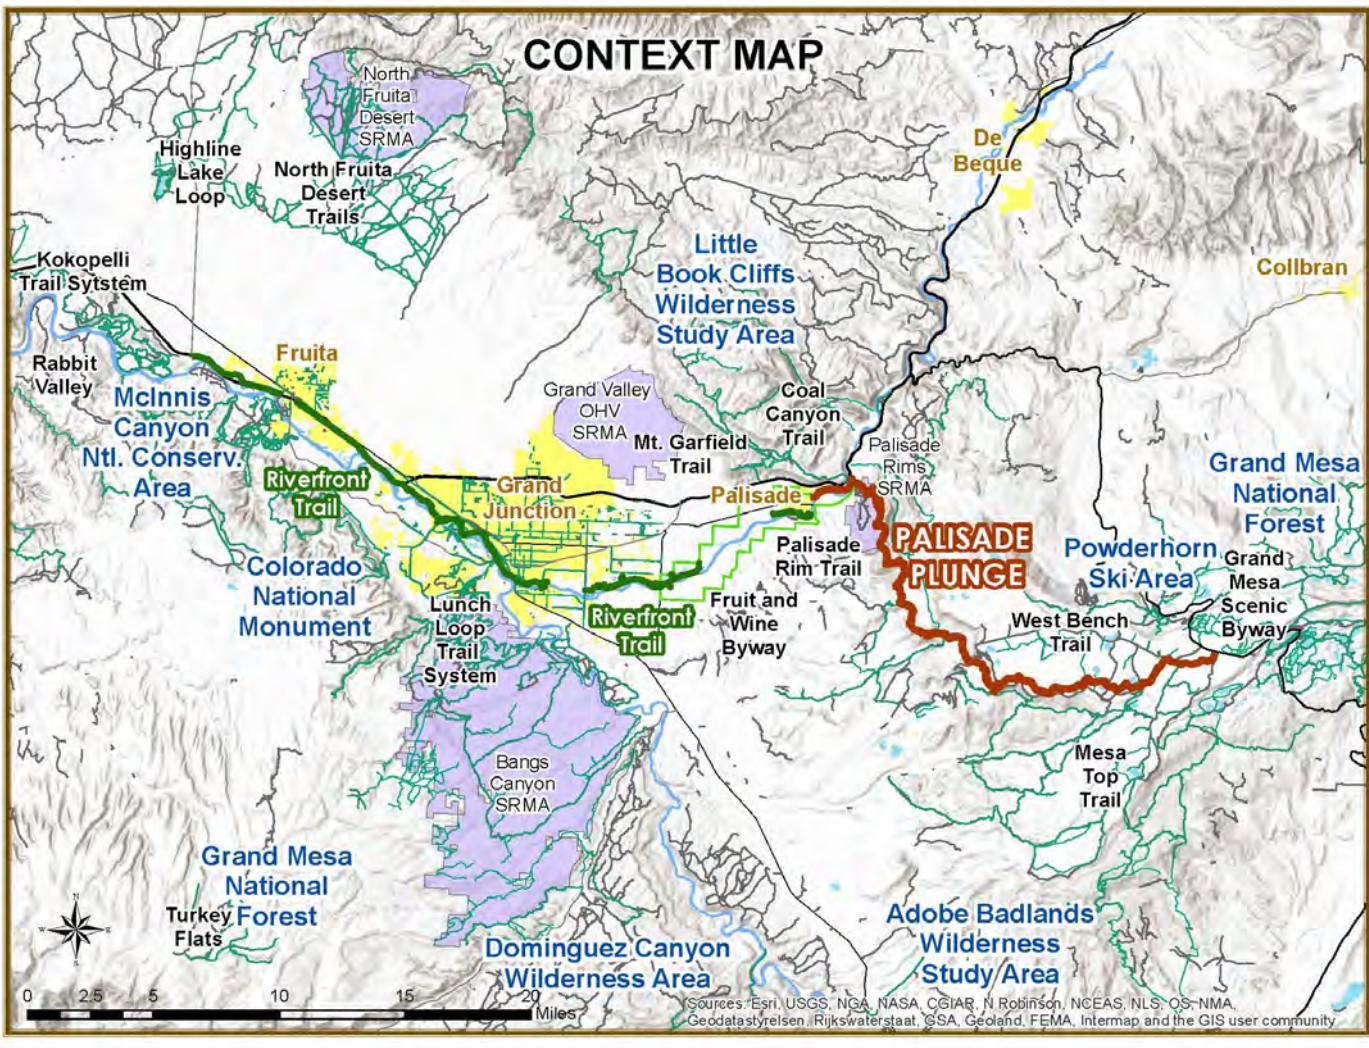 CONTEXT MAP
North
Fruita
Desert
SRMA
Highline
Lake
Loop
North Fruita
Desert
Trails
De
Beque
Little
Book Cliffs
Wilderness
Study Area
Collbran
Kokopelli
Trail Sytstem
Rabbit
Valley
Fruita
McInnis
Canyon
Ntl. Conserv.
Area
Grand Valley
OHV
SRMA
Mt. Garfield
Trail
Coal
Canyon
Trail
Palisade
Rims
SRMA
Grand Mesa
National
Forest
Riverfront
Trail
Grand
Junction
Palisade
PALISADE
PLUNGE
Palisade
Rim Trail
Powderhorn
Ski Area
Grand
Mesa
Scenic
Byway
Colorado
National
Monument
Lunch
Loop
Trail
System
Riverfront
Trail
Fruit and
Wine
Byway
West Bench
Trail
Bangs
Canyon
SRMA
Mesa
Top
Trail
Grand Mesa
National
Forest
Turkey
Flats
Dominguez Canyon
Wilderness Area
Adobe Badlands
Wilderness
Study Area
N
W E
S
0 2.5 5 10 15 20
Miles
Sources: Esri, USGS, NGA, NASA, CGIAR, N Robinson, NCEAS, NLS, OS, NMA,
Geodatastyrelsen, Rijkswaterstaat, GSA, Geoland, FEMA, Intermap and the GIS user community